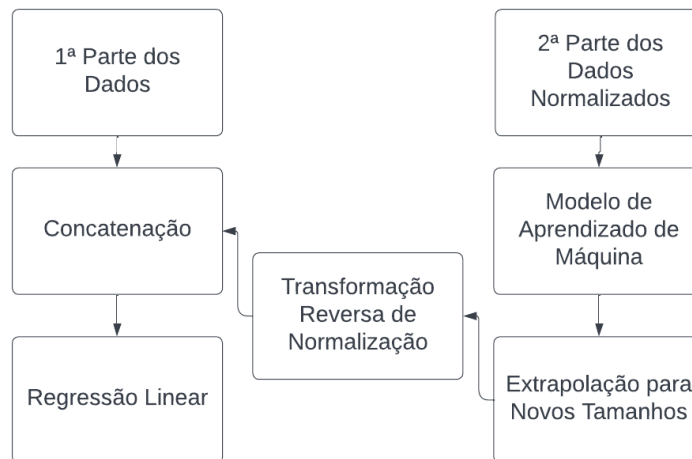 1ª Parte dos
Dados
2ª Parte dos
Dados
Normalizados
Concatenação
Modelo de
Aprendizado de
Máquina
Transformação
Reversa de
Normalização
Regressão Linear
Extrapolação para
Novos Tamanhos